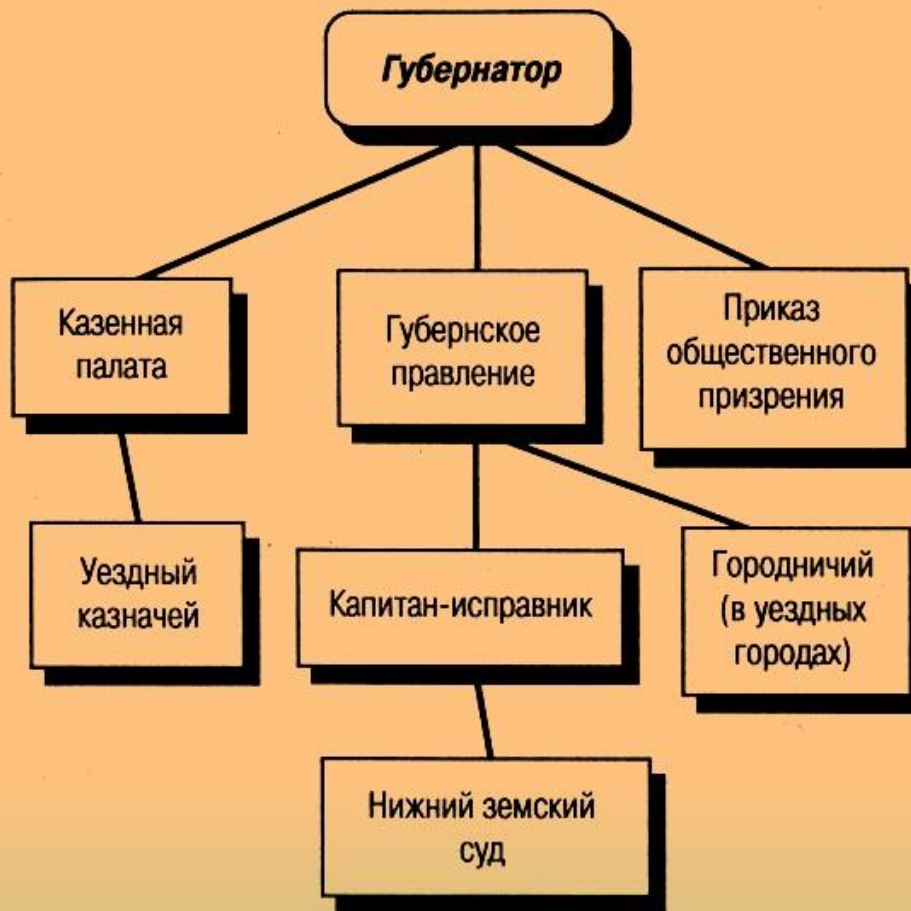 Губернатор
Казенная
палата
Губернское
правление
Приказ
общественного
призрения
Уездный
казначей
Капитан-исправник
Городничий
(в уездных
городах)
Нижний земский
суд